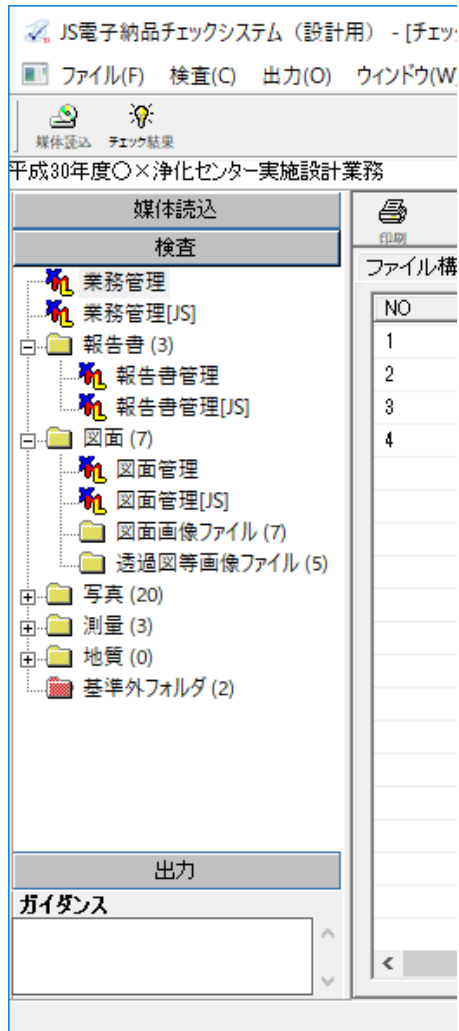 JS電子納品チェックシステム（設計用） - [チェッ
ファイル(F) 検査(C) 出力(O) ウィンドウ(W)
媒体読込 チェック結果
平成30年度〇×浄化センター実施設計業務
媒体読込
検査
業務管理
業務管理[JS]
報告書 (3)
報告書管理
報告書管理[JS]
図面 (7)
図面管理
図面管理[JS]
図面画像ファイル (7)
透過図等画像ファイル (5)
写真 (20)
測量 (3)
地質 (0)
基準外フォルダ (2)
出力
ガイダンス
印刷
ファイル構
NO
1
2
3
4